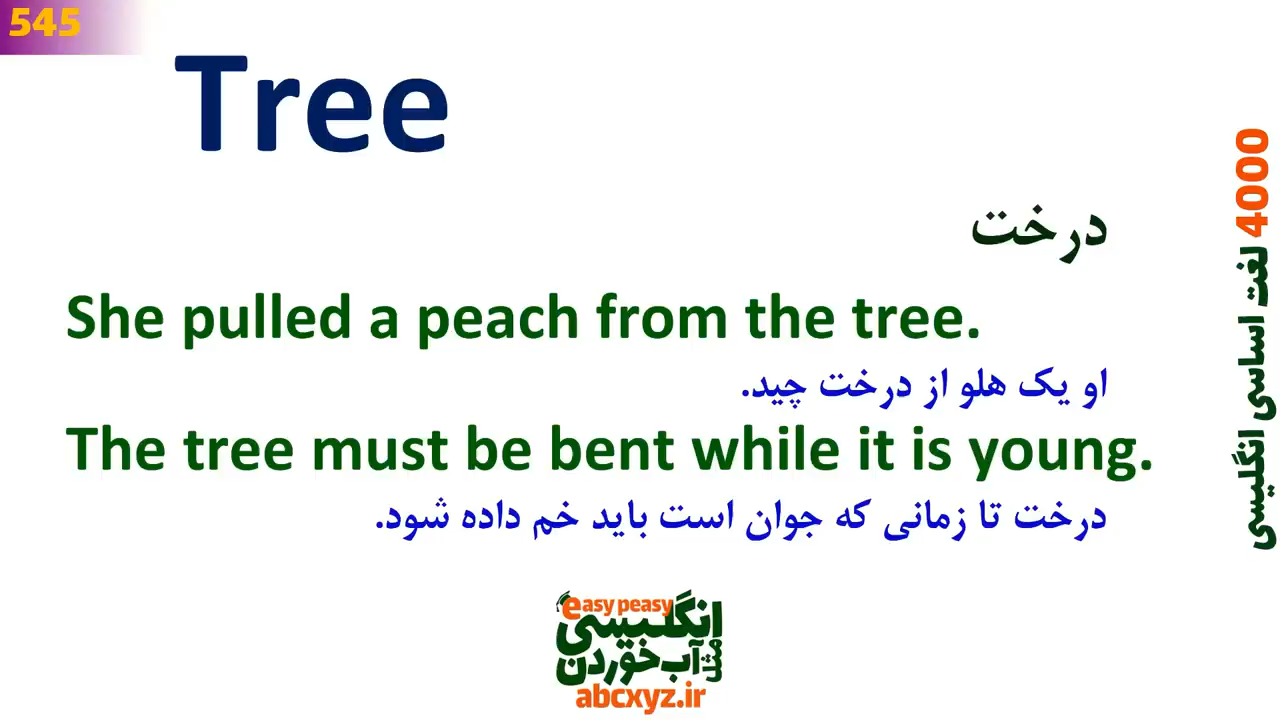 545
Tree
درخت
She pulled a peach from the tree.
او یک هلو از درخت چید.
The tree must be bent while it is young.
درخت تا زمانی که جوان است باید خم داده شود.
4000 لغت اساسی انگلیسی
easy peasy
انگلیسی
مثل آب خوردن
abcxyz.ir